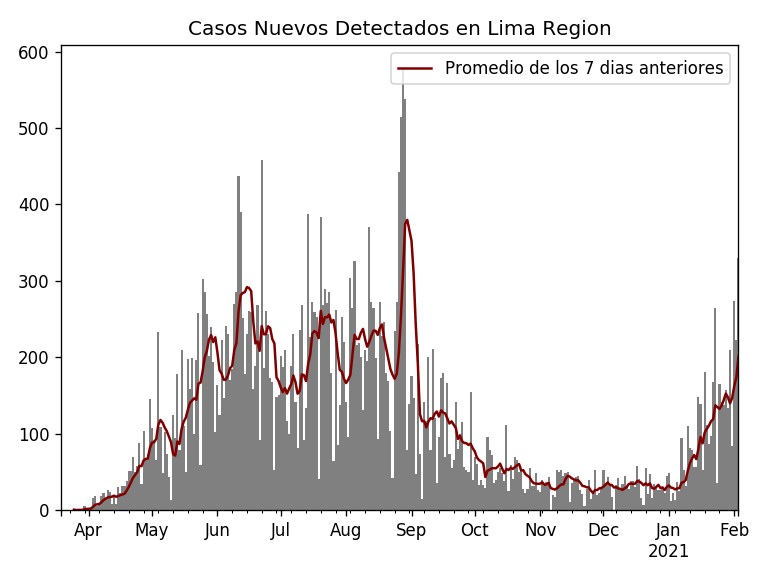 Casos Nuevos Detectados en Lima Region
Promedio de los 7 dias anteriores
600
500
400
300
200
100
0
Apr May Jun Jul Aug Sep Oct Nov Dec Jan Feb
2021